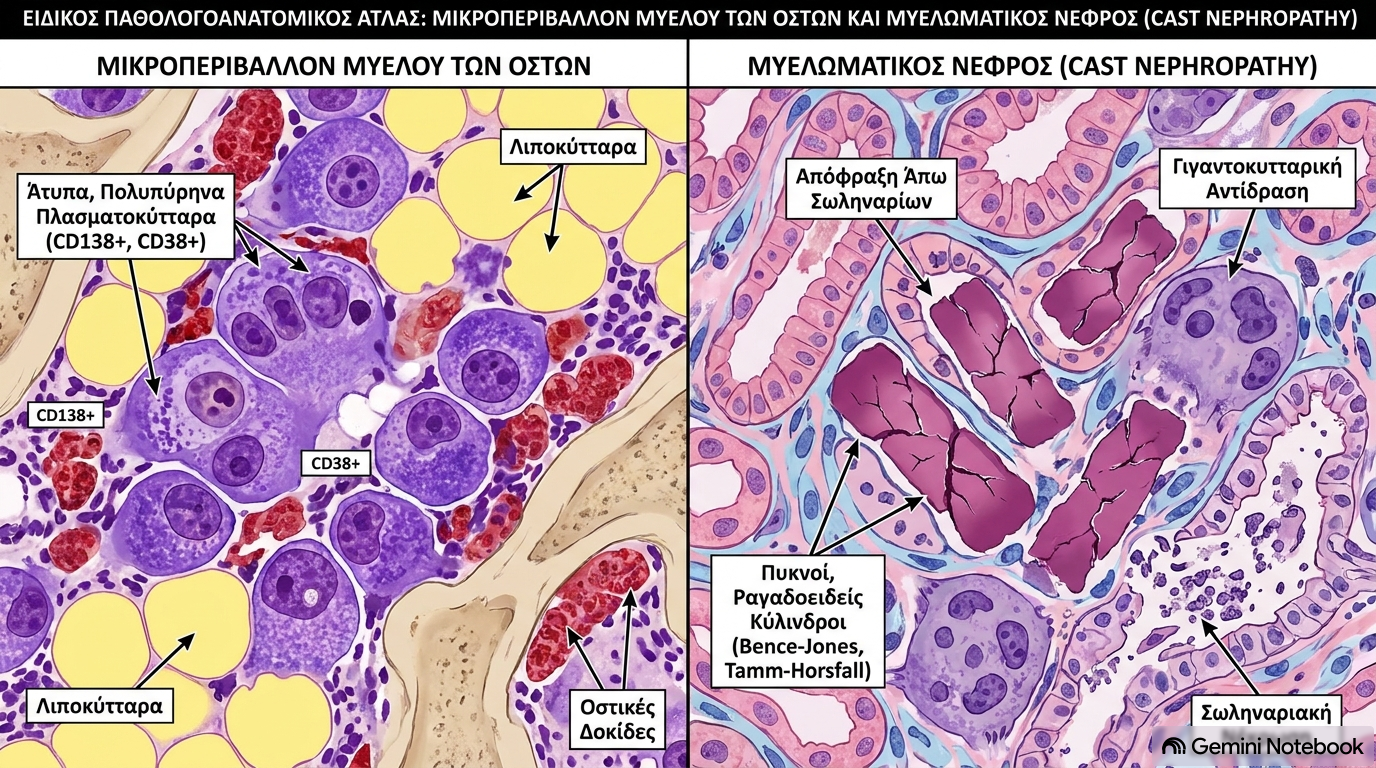 ΕΙΔΙΚΟΣ ΠΑΘΟΛΟΓΟΑΝΑΤΟΜΙΚΟΣ ΑΤΛΑΣ: ΜΙΚΡΟΠΕΡΙΒΑΛΛΟΝ ΜΥΕΛΟΥ ΤΩΝ ΟΣΤΩΝ ΚΑΙ ΜΥΕΛΩΜΑΤΙΚΟΣ ΝΕΦΡΟΣ (CAST NEPHROPATHY)
ΜΙΚΡΟΠΕΡΙΒΑΛΛΟΝ ΜΥΕΛΟΥ ΤΩΝ ΟΣΤΩΝ
Λιποκύτταρα
Άτυπα, Πολυπύρηνα
Πλασματοκύτταρα
(CD138+, CD38+)
CD138+
CD38+
Λιποκύτταρα
Οστικές
Δοκίδες
ΜΥΕΛΩΜΑΤΙΚΟΣ ΝΕΦΡΟΣ (CAST NEPHROPATHY)
Απόφραξη Άπω
Σωληναρίων
Γιγαντοκυτταρική
Αντίδραση
Πυκνοί,
Ραγαδοειδείς
Κύλινδροι
(Bence-Jones,
Tamm-Horsfall)
Σωληναριακή
Gemini Notebook